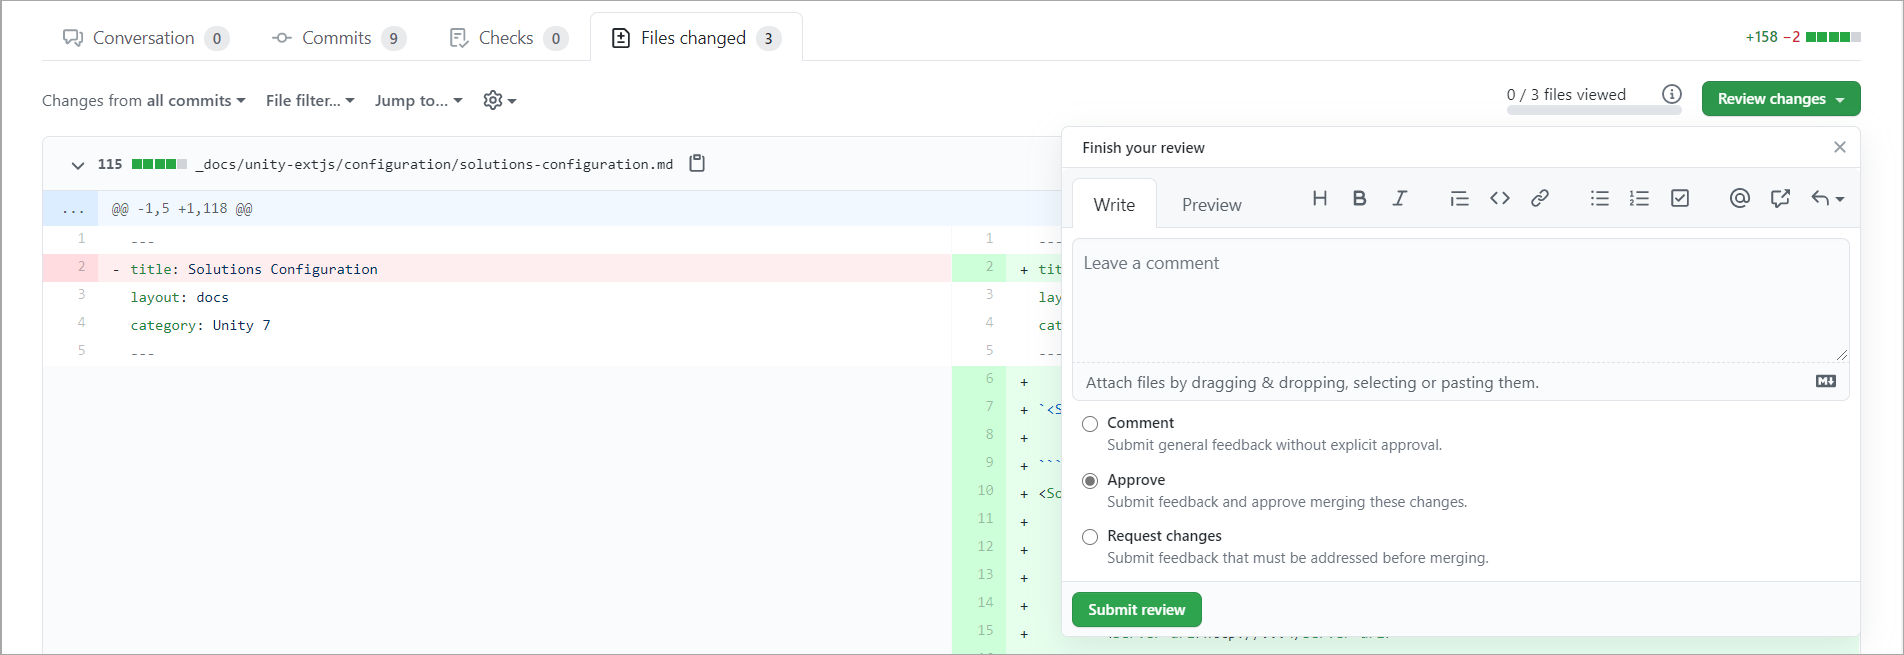 Conversation 0 Commits 9 Checks 0 Files changed 3 +158 −2
Changes from all commits File filter... Jump to... 0 / 3 files viewed Review changes
115 _docs/unity-extjs/configuration/solutions-configuration.md
... @@ -1,5 +1,118 @@
1 ---
2 - title: Solutions Configuration
3 layout: docs
4 category: Unity 7
5 ---
1 ---
2 + tit
3 lay
4 cat
5 ---
6 +
7 + `<S
8 +
9 + ```
10 + <So
11 +
12 +
13 +
14 +
15 +
Finish your review
Write Preview
Leave a comment
Attach files by dragging & dropping, selecting or pasting them.
Comment
Submit general feedback without explicit approval.
Approve
Submit feedback and approve merging these changes.
Request changes
Submit feedback that must be addressed before merging.
Submit review